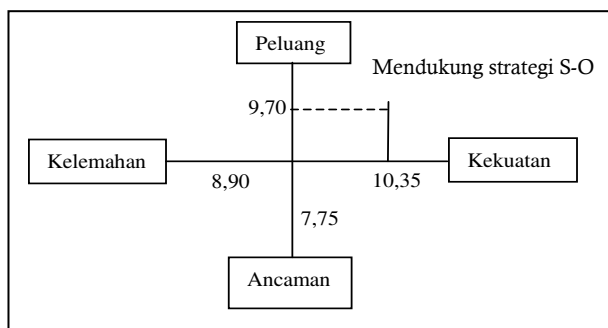 Peluang
Mendukung strategi S-O
9,70
Kelemahan
Kekuatan
8,90
10,35
7,75
Ancaman